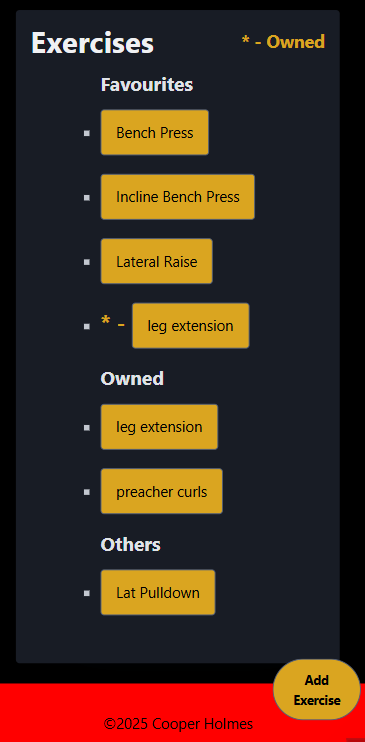 Exercises
* - Owned
Favourites
Bench Press
Incline Bench Press
Lateral Raise
* - leg extension
Owned
leg extension
preacher curls
Others
Lat Pulldown
Add
Exercise
©2025 Cooper Holmes